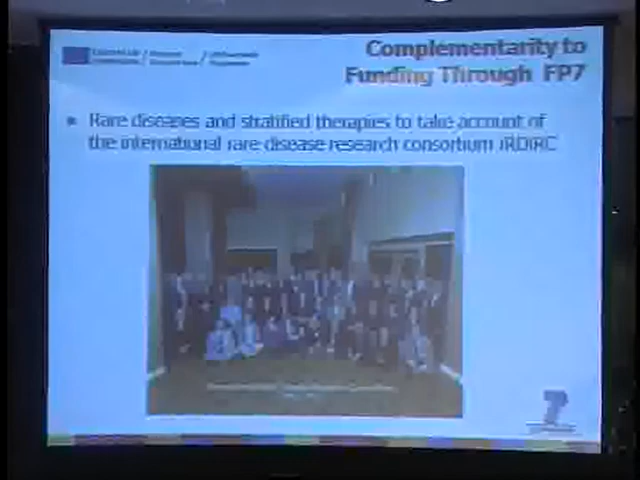 Complementarity to
Funding Through FP7
Rare diseases and stratified therapies to take account of
the international rare disease research consortium IRDiRC